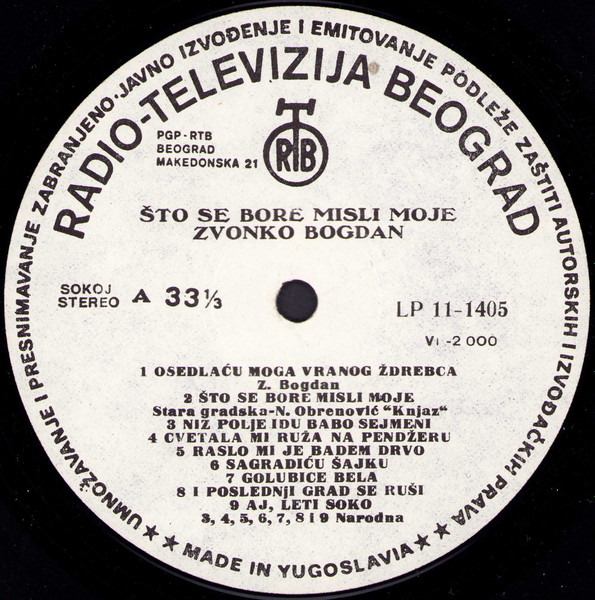 UMNOŽAVANJE I PRESNIMAVANJE ZABRANJENO·JAVNO IZVOĐENJE I EMITOVANJE PODLEŽE ZAŠTITI AUTORSKIH I IZVOĐAČKIH PRAVA
RADIO-TELEVIZIJA BEOGRAD
PGP-RTB
BEOGRAD
MAKEDONSKA 21
RTB
ŠTO SE BORE MISLI MOJE
ZVONKO BOGDAN
SOKOJ
STEREO
A 33⅓
LP 11-1405
VI -2 000
1 OSEDLAĆU MOGA VRANOG ŽDREBCA
Z. Bogdan
2 ŠTO SE BORE MISLI MOJE
Stara gradska-N. Obrenović "Knjaz"
3 NIZ POLJE IDU BABO SEJMENI
4 CVETALA MI RUŽA NA PENDŽERU
5 RASLO MI JE BADEM DRVO
6 SAGRADIĆU ŠAJKU
7 GOLUBICE BELA
8 I POSLEDNJI GRAD SE RUŠI
9 AJ, LETI SOKO
3, 4, 5, 6, 7, 8 i 9 Narodna
★★ MADE IN YUGOSLAVIA ★★